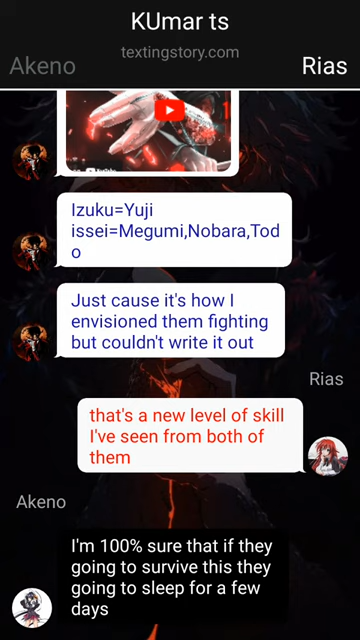 KUmar ts
textingstory.com
Akeno
Rias
Izuku=Yuji
issei=Megumi,Nobara,Tod
o
Just cause it's how I
envisioned them fighting
but couldn't write it out
Rias
that's a new level of skill
I've seen from both of
them
Akeno
I'm 100% sure that if they
going to survive this they
going to sleep for a few
days